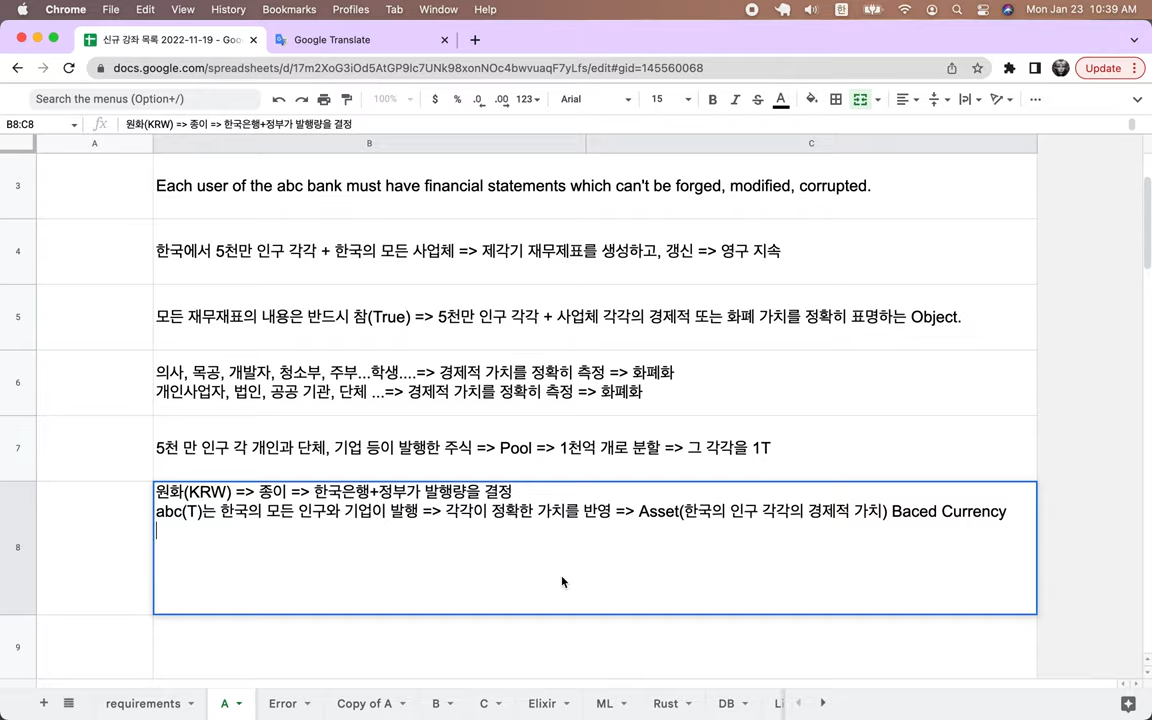 Chrome File Edit View History Bookmarks Profiles Tab Window Help 한 Mon Jan 23 10:39 AM
신규 강좌 목록 2022-11-19 - Goo Google Translate
docs.google.com/spreadsheets/d/17m2XoG3iOd5AtGP9lc7UNk98xonNOc4bwvuaqF7yLfs/edit#gid=145560068 Update
Search the menus (Option+/) 100% $ % .0 .00 123 Arial 15 B I S A
B8:C8 fx 원화(KRW) => 종이 => 한국은행+정부가 발행량을 결정
A B C
3 Each user of the abc bank must have financial statements which can't be forged, modified, corrupted.
4 한국에서 5천만 인구 각각 + 한국의 모든 사업체 => 제각기 재무제표를 생성하고, 갱신 => 영구 지속
5 모든 재무재표의 내용은 반드시 참(True) => 5천만 인구 각각 + 사업체 각각의 경제적 또는 화폐 가치를 정확히 표명하는 Object.
6 의사, 목공, 개발자, 청소부, 주부...학생....=> 경제적 가치를 정확히 측정 => 화폐화
개인사업자, 법인, 공공 기관, 단체 ...=> 경제적 가치를 정확히 측정 => 화폐화
7 5천 만 인구 각 개인과 단체, 기업 등이 발행한 주식 => Pool => 1천억 개로 분할 => 그 각각을 1T
8 원화(KRW) => 종이 => 한국은행+정부가 발행량을 결정
abc(T)는 한국의 모든 인구와 기업이 발행 => 각각이 정확한 가치를 반영 => Asset(한국의 인구 각각의 경제적 가치) Baced Currency
9
requirements A Error Copy of A B C Elixir ML Rust DB